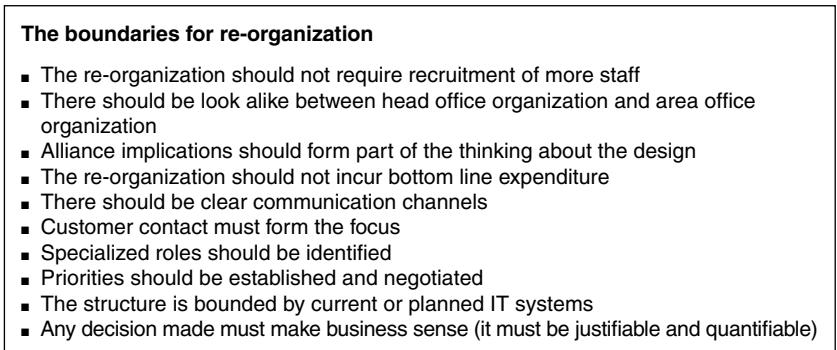 The boundaries for re-organization
▪ The re-organization should not require recruitment of more staff
▪ There should be look alike between head office organization and area office
organization
▪ Alliance implications should form part of the thinking about the design
▪ The re-organization should not incur bottom line expenditure
▪ There should be clear communication channels
▪ Customer contact must form the focus
▪ Specialized roles should be identified
▪ Priorities should be established and negotiated
▪ The structure is bounded by current or planned IT systems
▪ Any decision made must make business sense (it must be justifiable and quantifiable)